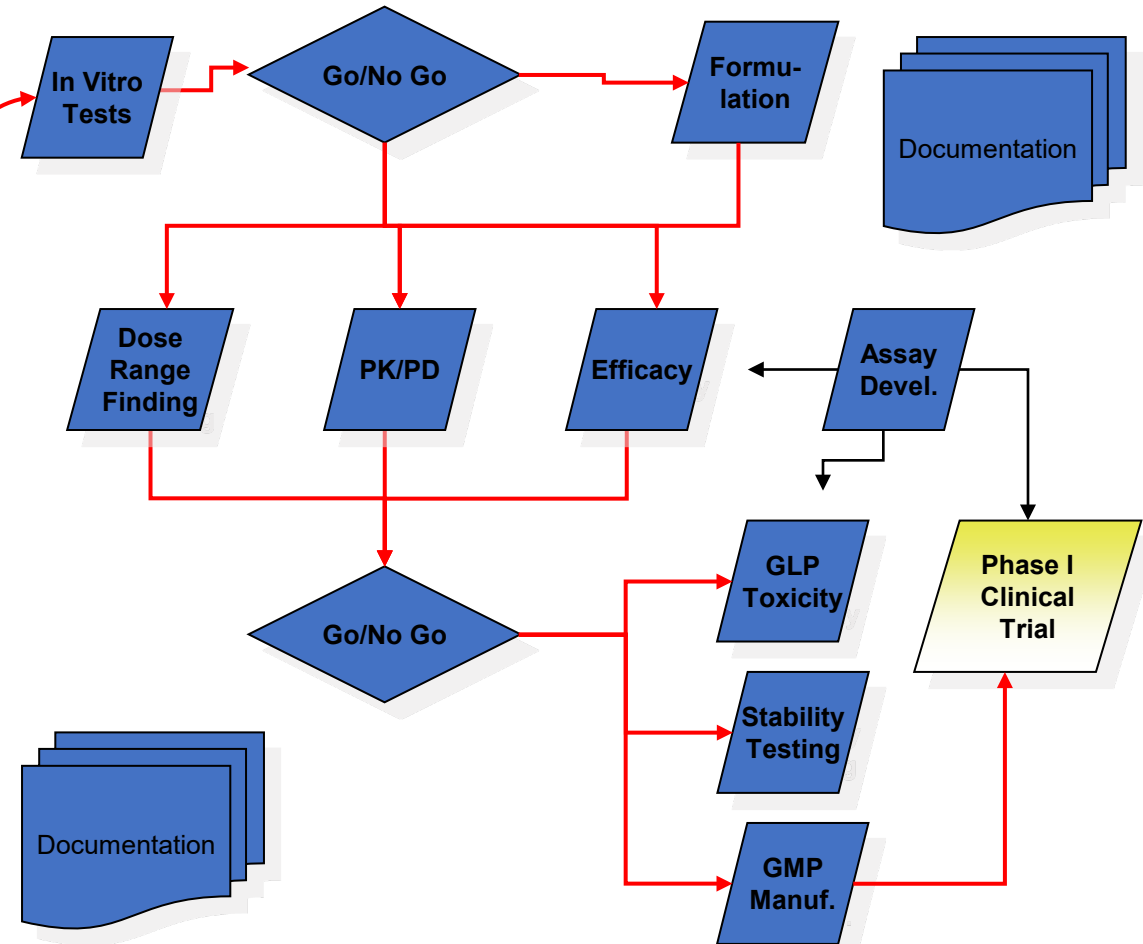 In Vitro
Tests
Go/No Go
Formu-
lation
Documentation
Dose
Range
Finding
PK/PD
Efficacy
Assay
Devel.
GLP
Toxicity
Phase I
Clinical
Trial
Go/No Go
Stability
Testing
Documentation
GMP
Manuf.